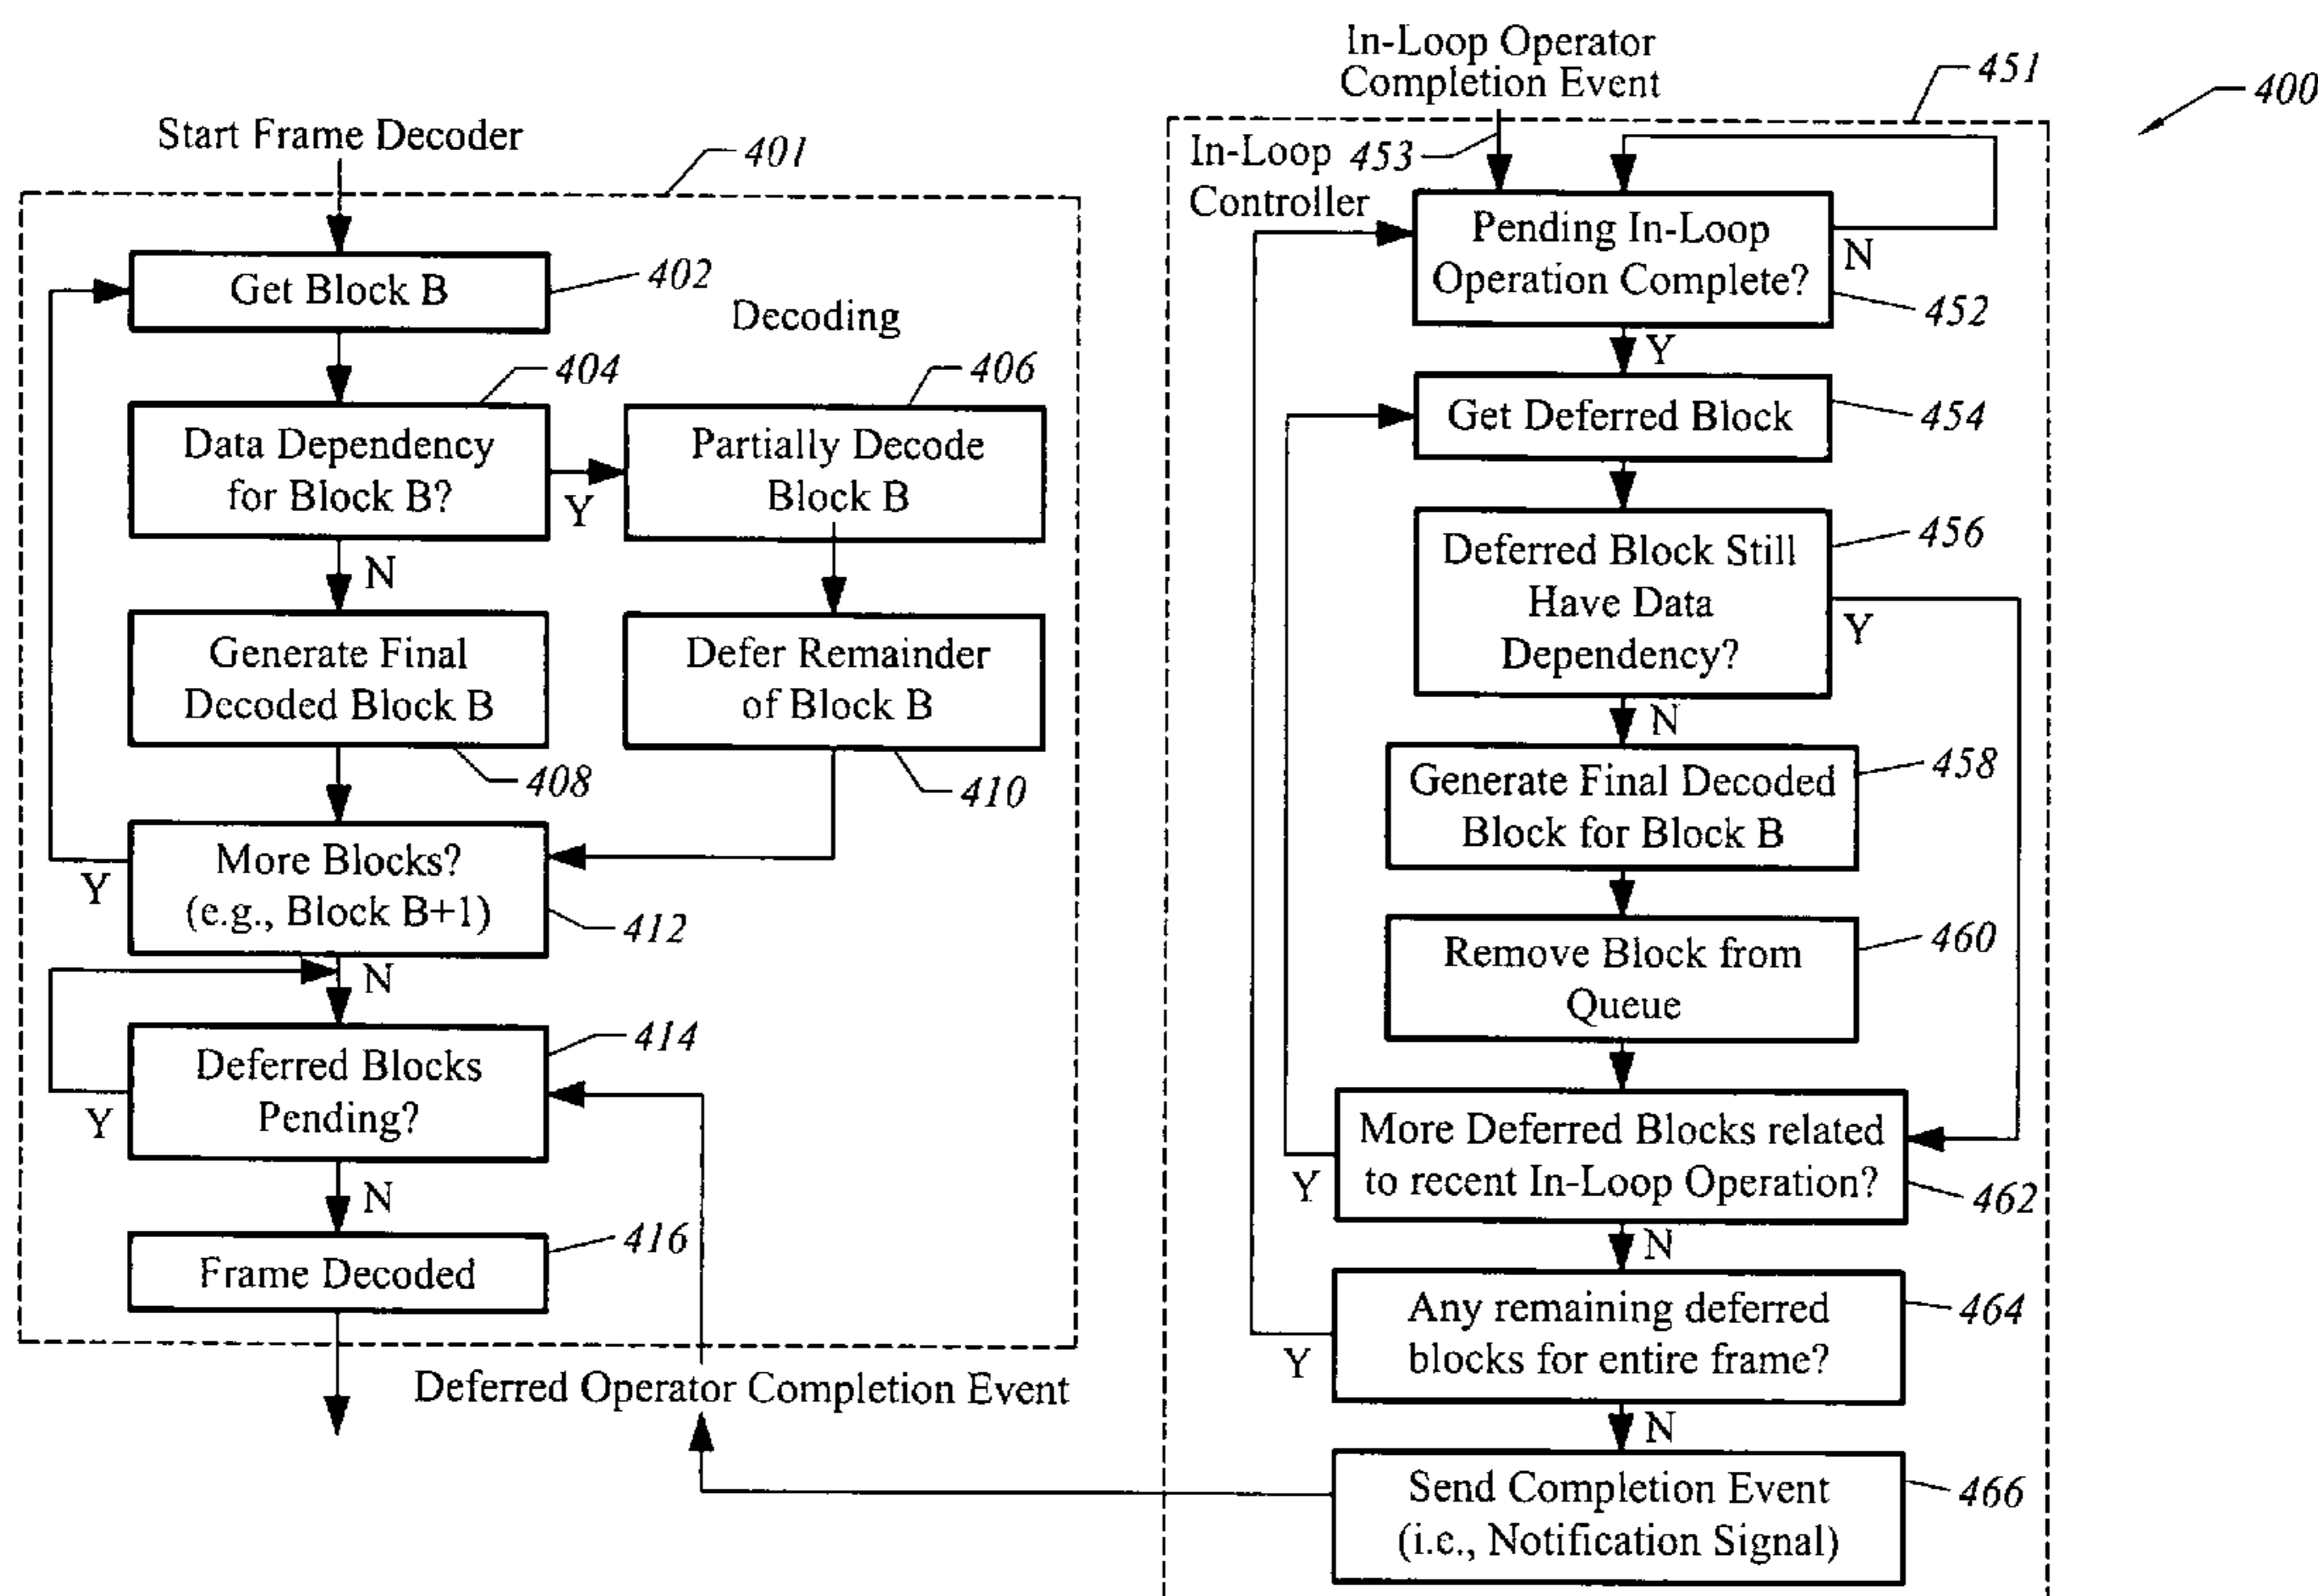 Start Frame Decoder
401
Get Block B
402
Decoding
404
406
Data Dependency
for Block B?
Y
Partially Decode
Block B
N
Generate Final
Decoded Block B
408
Defer Remainder
of Block B
410
More Blocks?
(e.g., Block B+1)
Y
412
N
Deferred Blocks
Pending?
414
Y
N
Frame Decoded
416
Deferred Operator Completion Event
In-Loop Operator
Completion Event
451
400
In-Loop
Controller
453
Pending In-Loop
Operation Complete?
N
452
Y
Get Deferred Block
454
Deferred Block Still
Have Data
Dependency?
456
Y
N
Generate Final Decoded
Block for Block B
458
Remove Block from
Queue
460
More Deferred Blocks related
to recent In-Loop Operation?
Y
462
N
Any remaining deferred
blocks for entire frame?
464
Y
N
Send Completion Event
(i.e., Notification Signal)
466